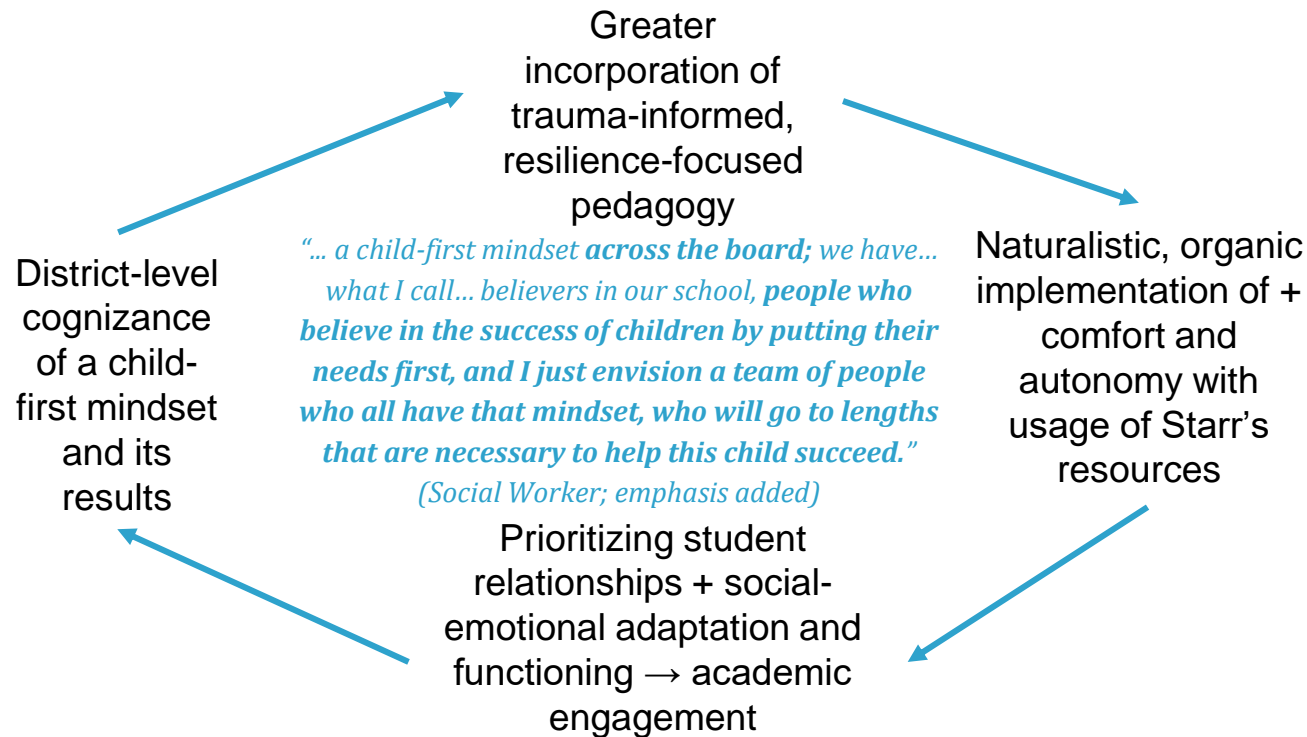 Greater
incorporation of
trauma-informed,
resilience-focused
pedagogy
Naturalistic, organic
implementation of +
comfort and
autonomy with
usage of Starr’s
resources
Prioritizing student
relationships + social-
emotional adaptation and
functioning → academic
engagement
District-level
cognizance
of a child-
first mindset
and its
results
“... a child-first mindset across the board; we have…
what I call… believers in our school, people who
believe in the success of children by putting their
needs first, and I just envision a team of people
who all have that mindset, who will go to lengths
that are necessary to help this child succeed.”
(Social Worker; emphasis added)